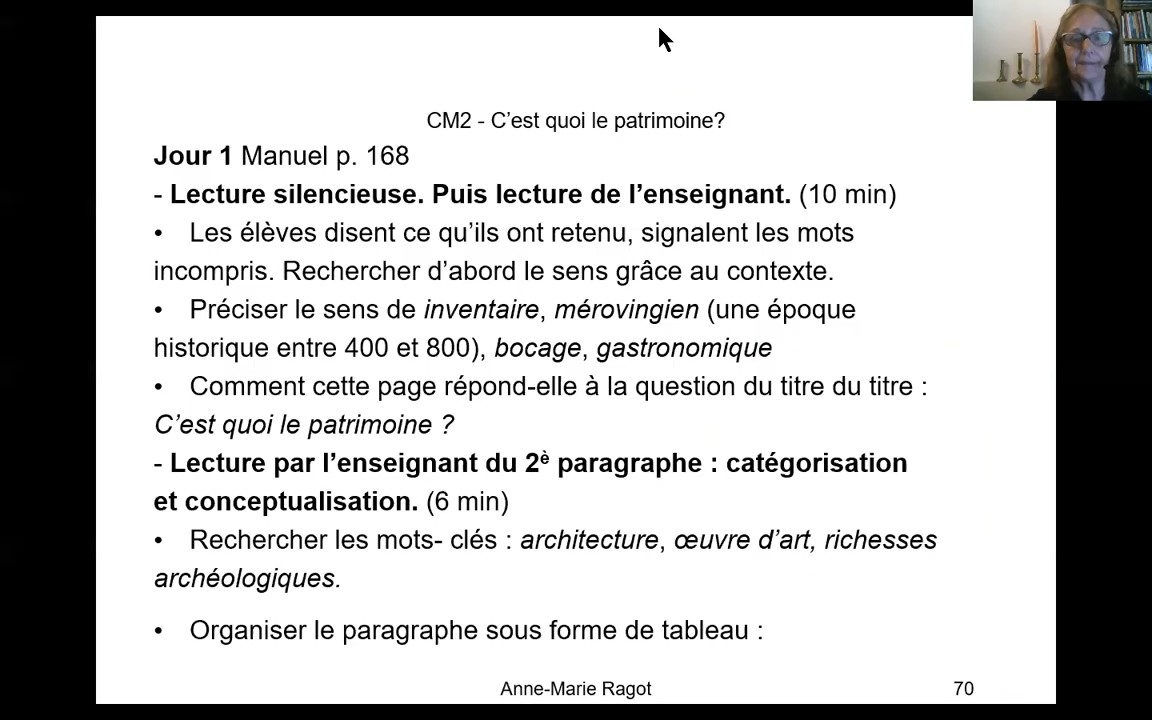 CM2 - C’est quoi le patrimoine?
Jour 1 Manuel p. 168
- Lecture silencieuse. Puis lecture de l’enseignant. (10 min)
• Les élèves disent ce qu’ils ont retenu, signalent les mots
incompris. Rechercher d’abord le sens grâce au contexte.
• Préciser le sens de inventaire, mérovingien (une époque
historique entre 400 et 800), bocage, gastronomique
• Comment cette page répond-elle à la question du titre du titre :
C’est quoi le patrimoine ?
- Lecture par l’enseignant du 2è paragraphe : catégorisation
et conceptualisation. (6 min)
• Rechercher les mots- clés : architecture, œuvre d’art, richesses
archéologiques.
• Organiser le paragraphe sous forme de tableau :
Anne-Marie Ragot
70